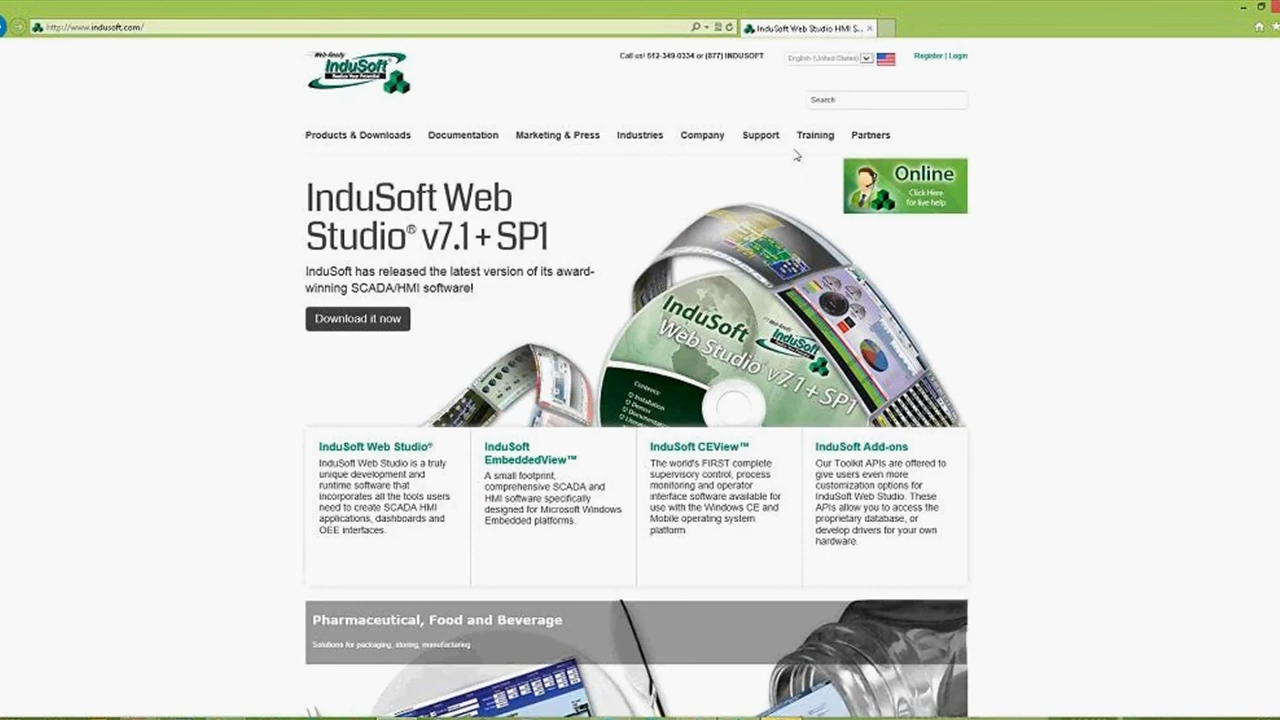 http://www.indusoft.com/
InduSoft Web Studio HMI S...
Web-Ready
InduSoft
Realize Your Potential
Call us! 512-349-0334 or (877) INDUSOFT
English (United States)
Register | Login
Search
Products & Downloads
Documentation
Marketing & Press
Industries
Company
Support
Training
Partners
Online
Click Here
for live help.
InduSoft Web
Studio® v7.1 + SP1
InduSoft has released the latest version of its award-
winning SCADA/HMI software!
Download it now
InduSoft
Web Studio v7.1 + SP1
InduSoft
Contents:
Installation
Demos
InduSoft Web Studio®
InduSoft Web Studio is a truly
unique development and
runtime software that
incorporates all the tools users
need to create SCADA HMI
applications, dashboards and
OEE interfaces.
InduSoft
EmbeddedView™
A small footprint,
comprehensive SCADA and
HMI software specifically
designed for Microsoft Windows
Embedded platforms.
InduSoft CEView™
The world's FIRST complete
supervisory control, process
monitoring and operator
interface software available for
use with the Windows CE and
Mobile operating system
platform
InduSoft Add-ons
Our Toolkit APIs are offered to
give users even more
customization options for
InduSoft Web Studio. These
APIs allow you to access the
proprietary database, or
develop drivers for your own
hardware.
Pharmaceutical, Food and Beverage
Solutions for packaging, storing, manufacturing